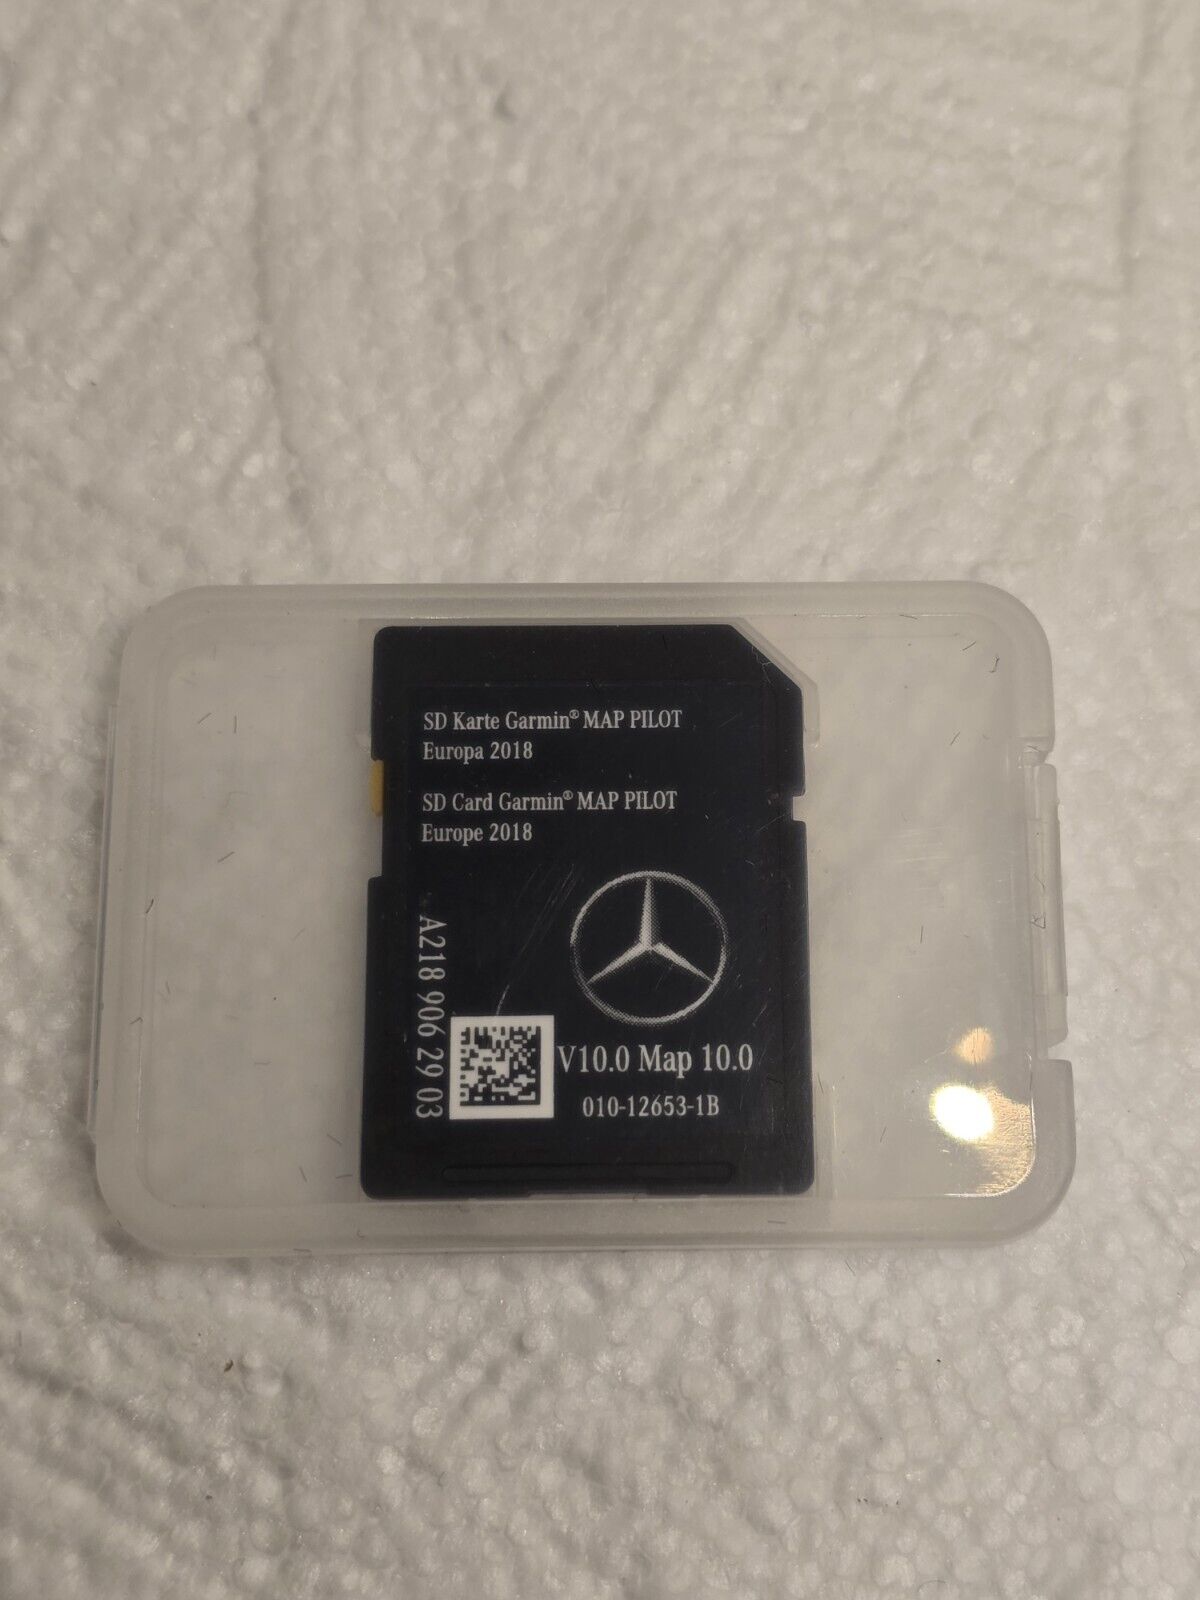 SD Karte Garmin® MAP PILOT
Europa 2018
SD Card Garmin® MAP PILOT
Europe 2018
A218 906 29 03
V10.0 Map 10.0
010-12653-1B